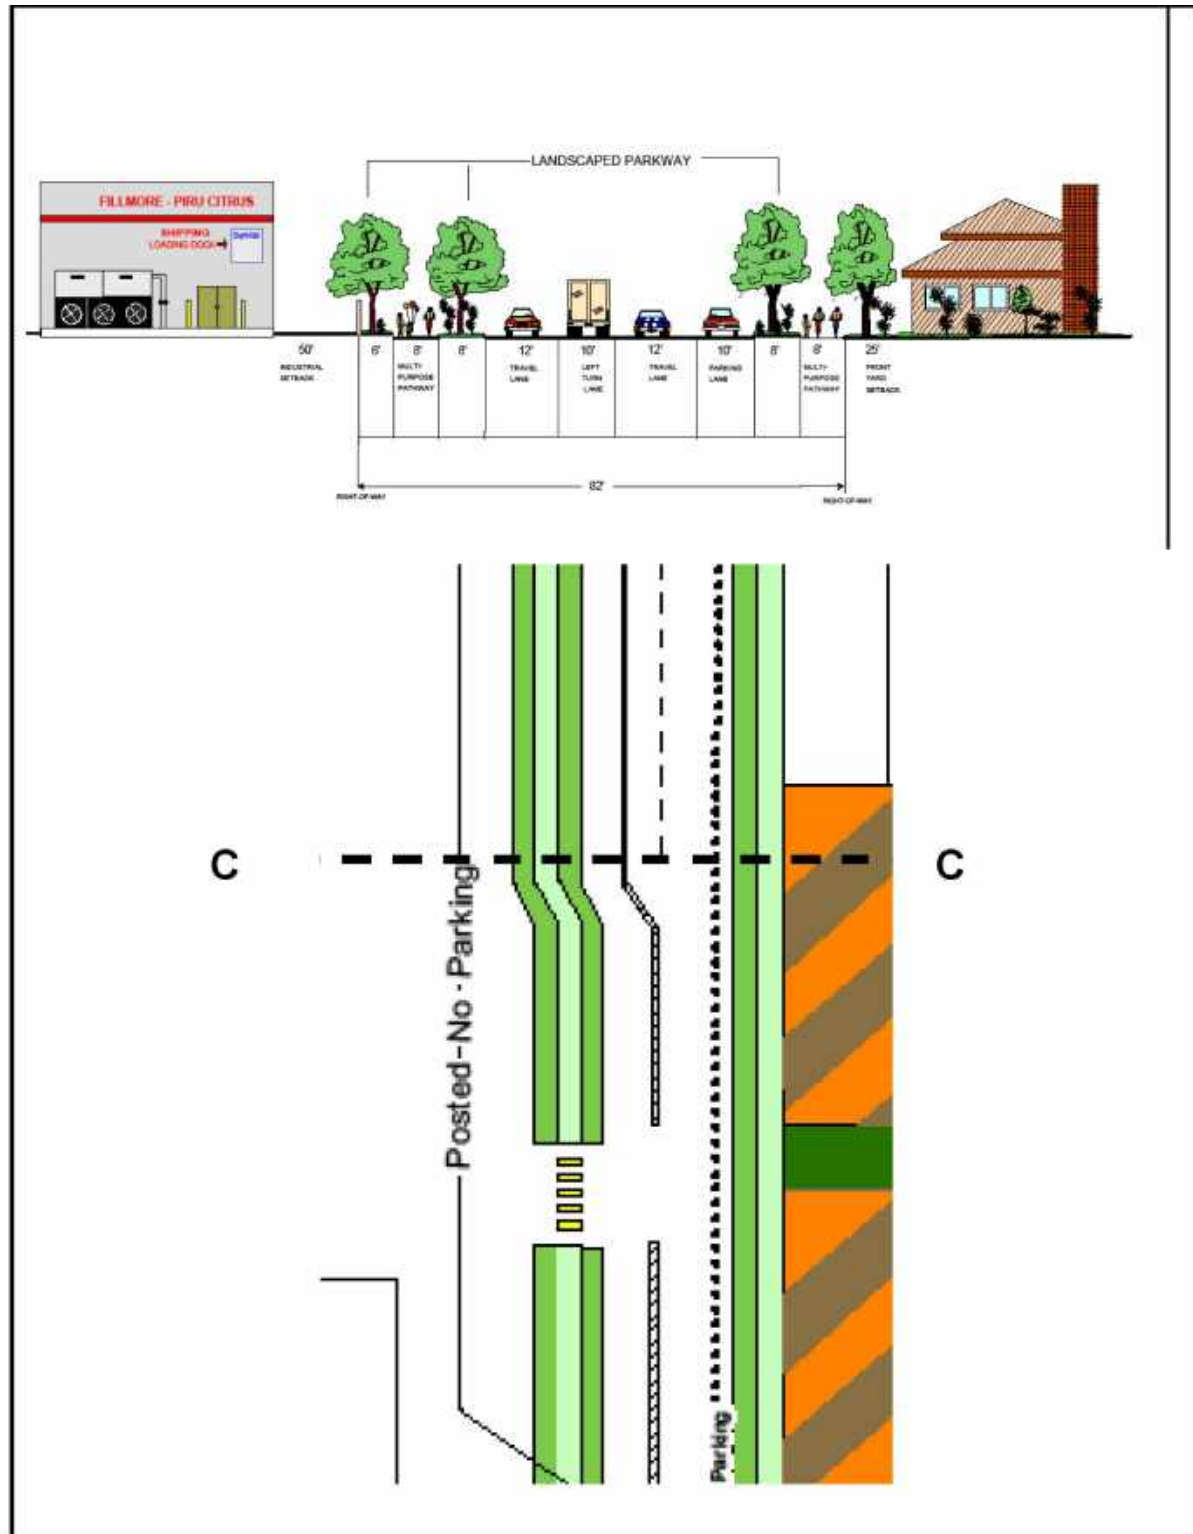 LANDSCAPED PARKWAY
FILLMORE - PIRU CITRUS
SHIPPING
LOADING DOCK
50' 6' 8' 8' 12' 10' 12' 10' 8' 8' 25'
INDUSTRIAL
SETBACK
MULTI-
PURPOSE
PATHWAY
TRAVEL
LANE
LEFT
TURN
LANE
TRAVEL
LANE
PARKING
LANE
MULTI-
PURPOSE
PATHWAY
FRONT
YARD
SETBACK
82'
RIGHT-OF-WAY
RIGHT-OF-WAY
C
C
Posted-No-Parking
Parking